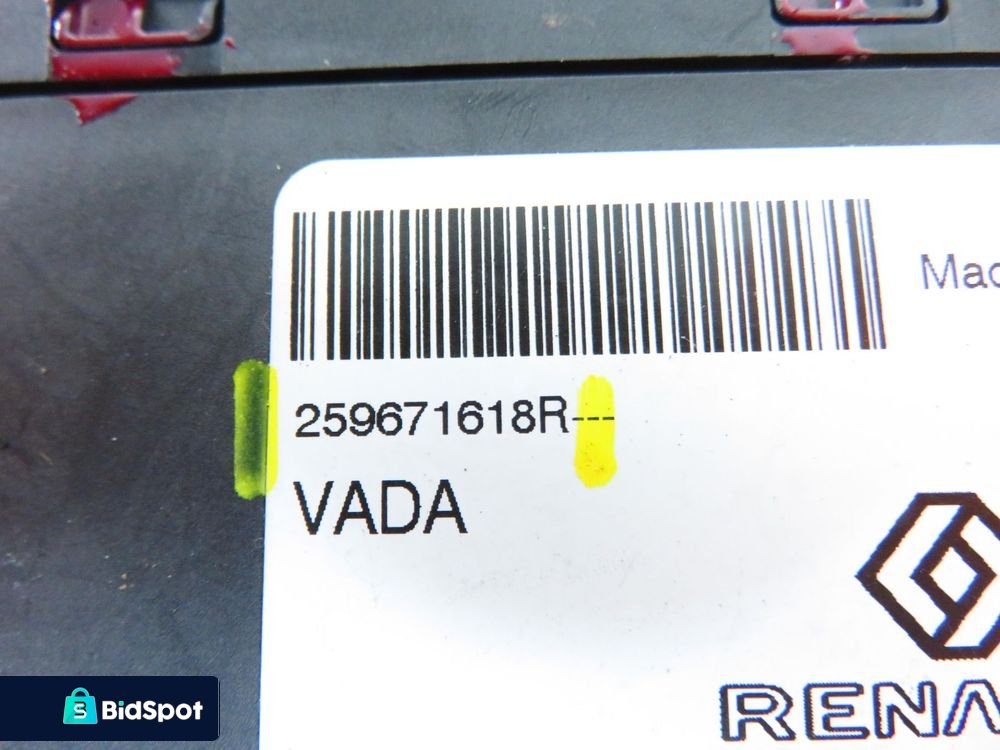 Mad
259671618R---
VADA
RENA
BidSpot